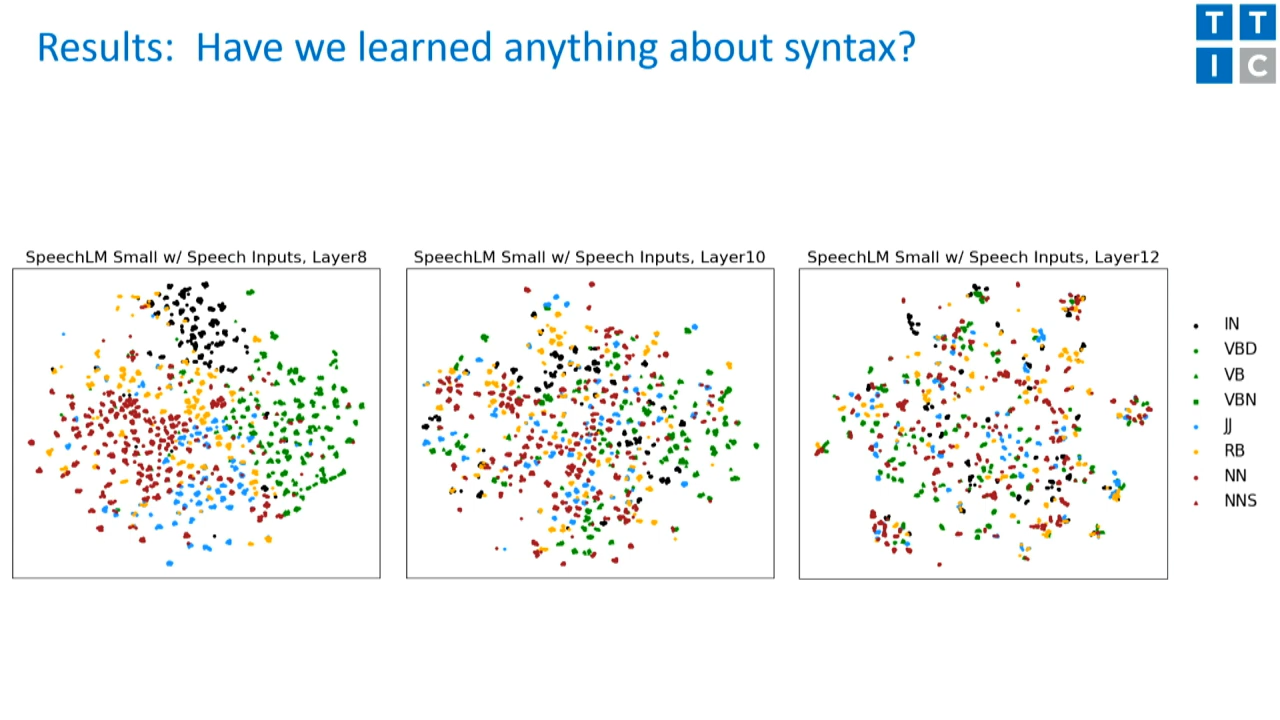 Results: Have we learned anything about syntax?
T T
I C
SpeechLM Small w/ Speech Inputs, Layer8
SpeechLM Small w/ Speech Inputs, Layer10
SpeechLM Small w/ Speech Inputs, Layer12
IN
VBD
VB
VBN
JJ
RB
NN
NNS